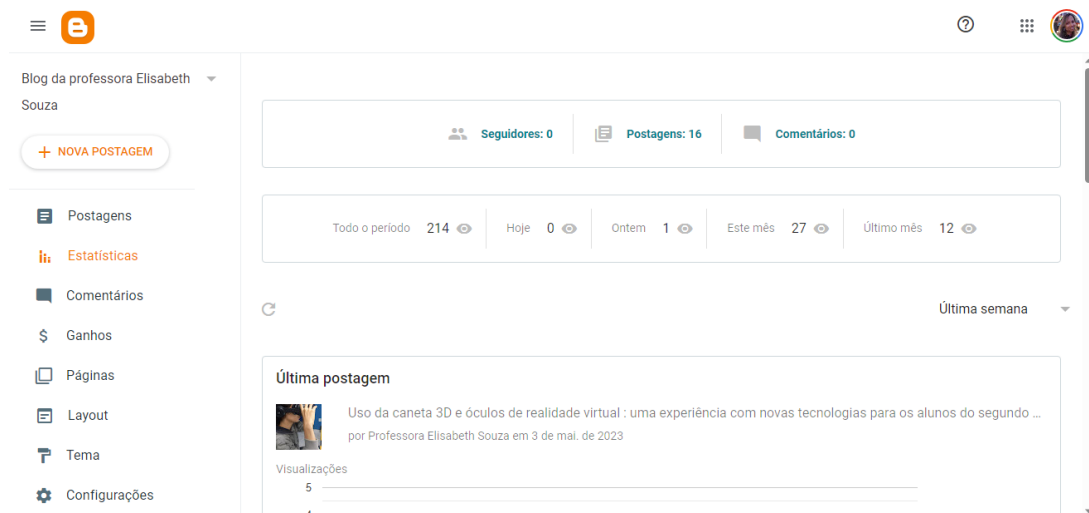 Blog da professora Elisabeth
Souza
NOVA POSTAGEM
Postagens
Estatísticas
Comentários
Ganhos
Páginas
Layout
Tema
Configurações
Seguidores: 0 Postagens: 16 Comentários: 0
Todo o período 214 Hoje 0 Ontem 1 Este mês 27 Último mês 12
Última semana
Última postagem
Uso da caneta 3D e óculos de realidade virtual : uma experiência com novas tecnologias para os alunos do segundo ...
por Professora Elisabeth Souza em 3 de mai. de 2023
Visualizações
5